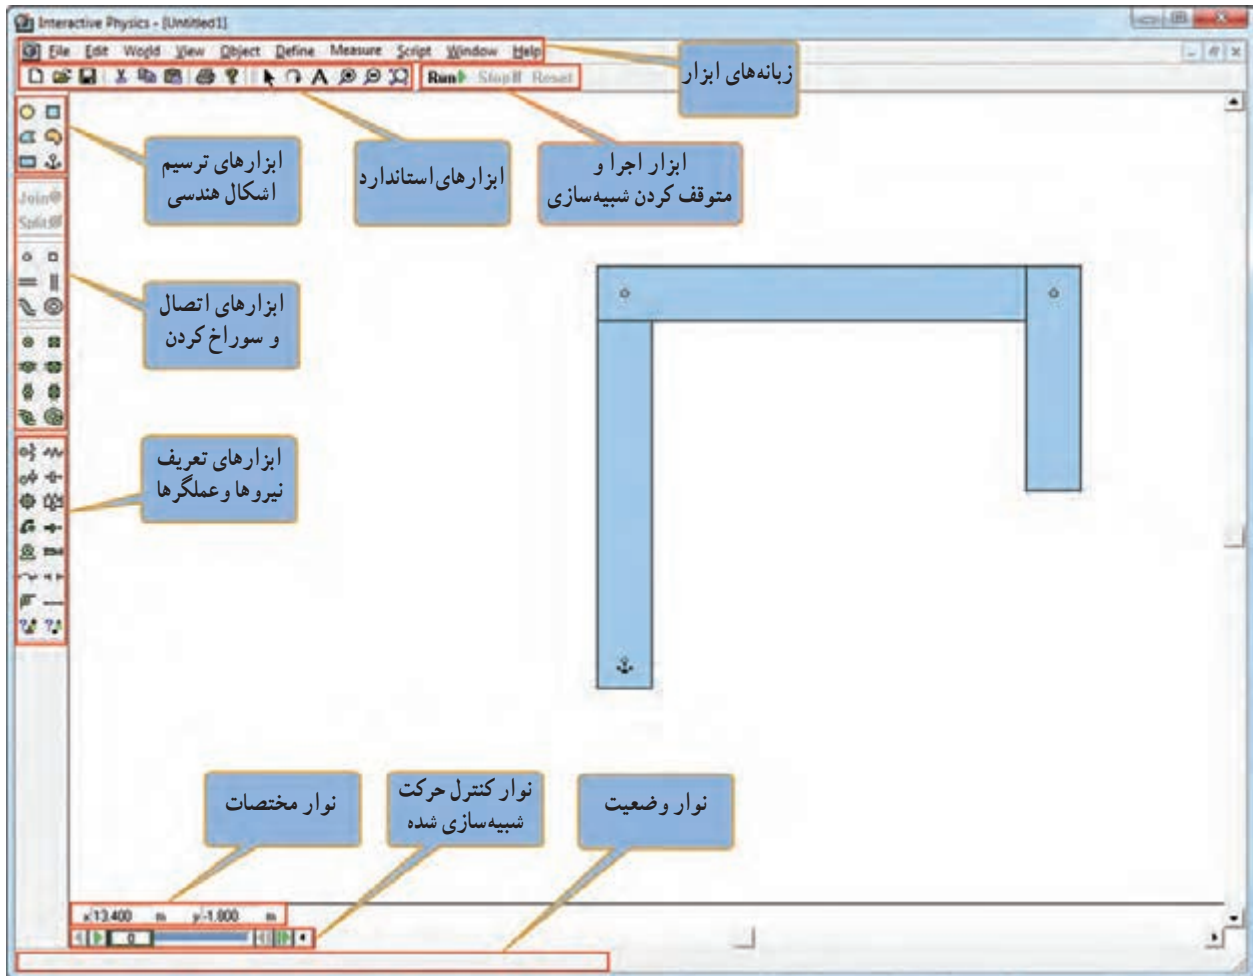 Interactive Physics - [Untitled1]
File Edit World View Object Define Measure Script Window Help
Run Stop Reset
زبانه‌های ابزار
ابزارهای ترسیم
اشکال هندسی
ابزارهای استاندارد
ابزار اجرا و
متوقف کردن شبیه‌سازی
Join
Split
ابزارهای اتصال
و سوراخ کردن
ابزارهای تعریف
نیروها و عملگرها
نوار مختصات
نوار کنترل حرکت
شبیه‌سازی شده
نوار وضعیت
x 13.400 m y -1.800 m
0